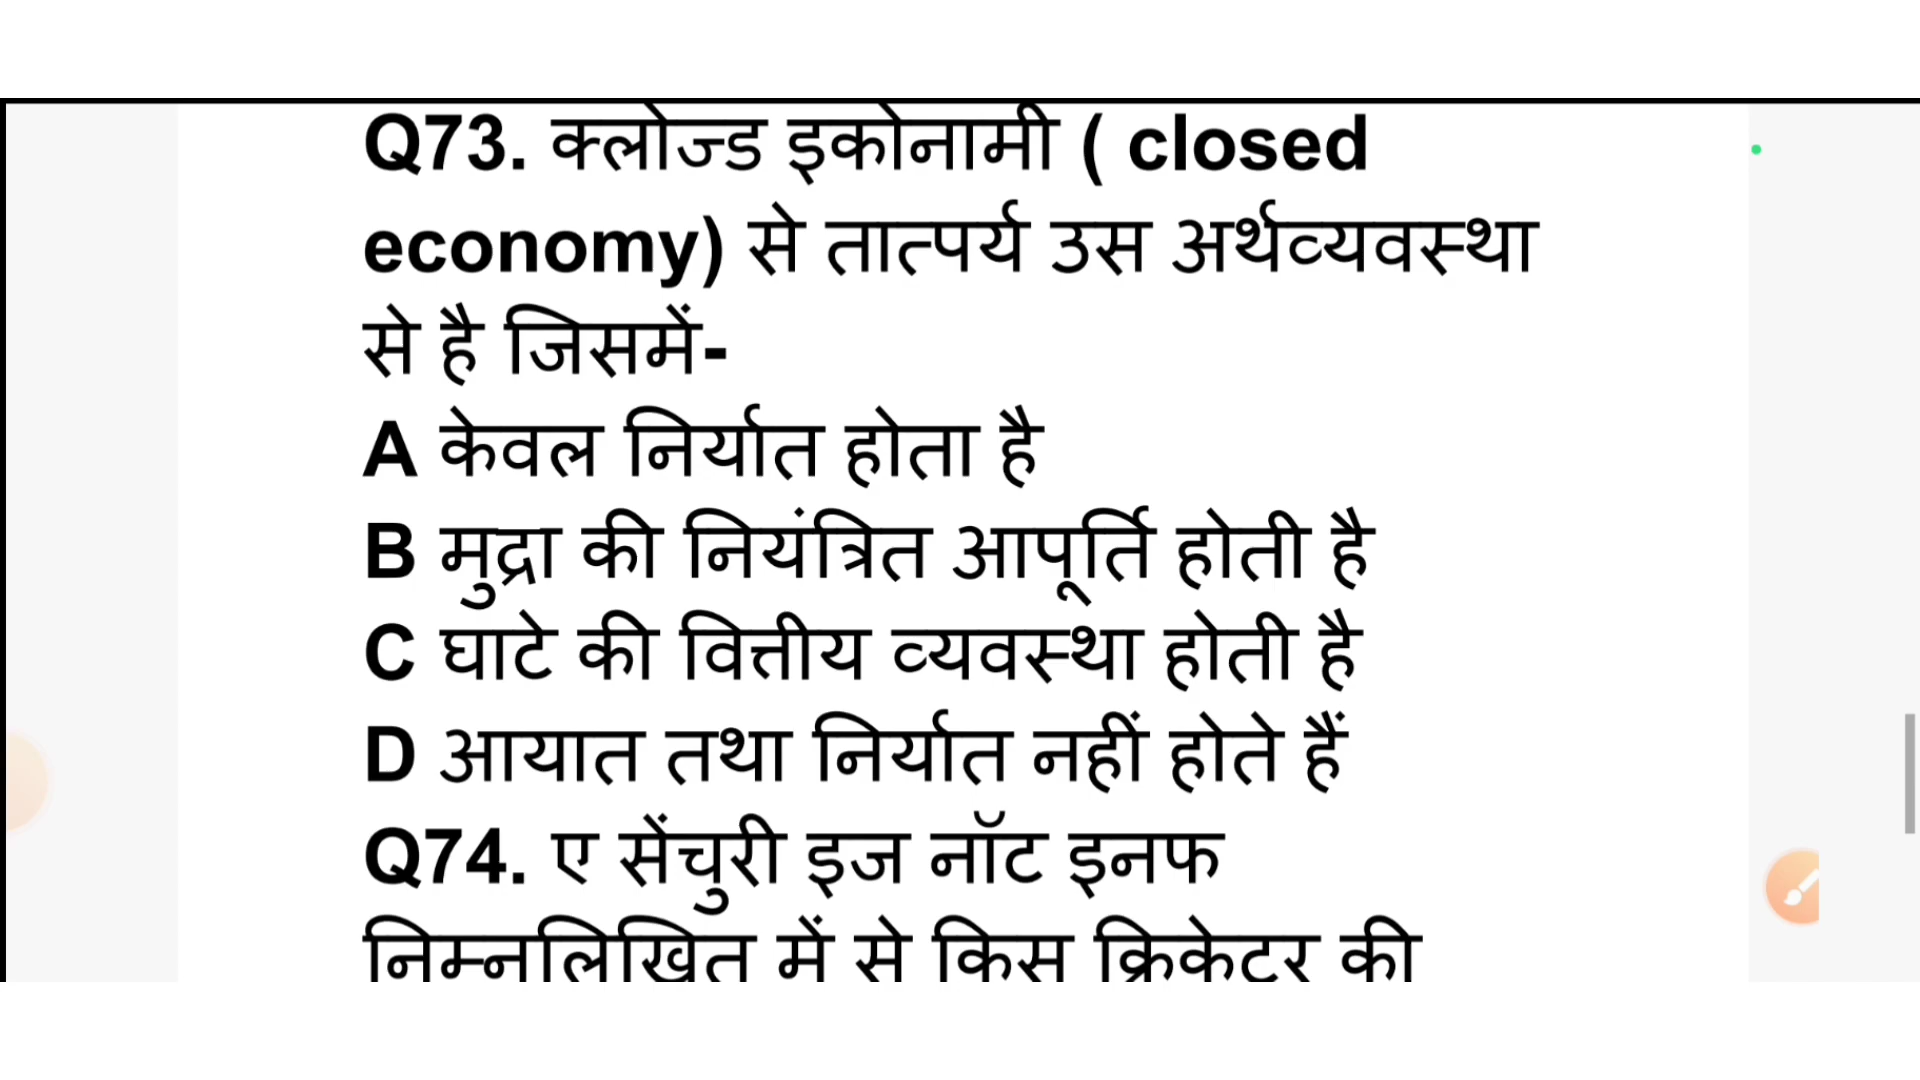 Q73. क्लोज्ड इकोनामी ( closed
economy) से तात्पर्य उस अर्थव्यवस्था
से है जिसमें-
A केवल निर्यात होता है
B मुद्रा की नियंत्रित आपूर्ति होती है
C घाटे की वित्तीय व्यवस्था होती है
D आयात तथा निर्यात नहीं होते हैं
Q74. ए सेंचुरी इज नॉट इनफ
निम्नलिखित में से किस क्रिकेटर की